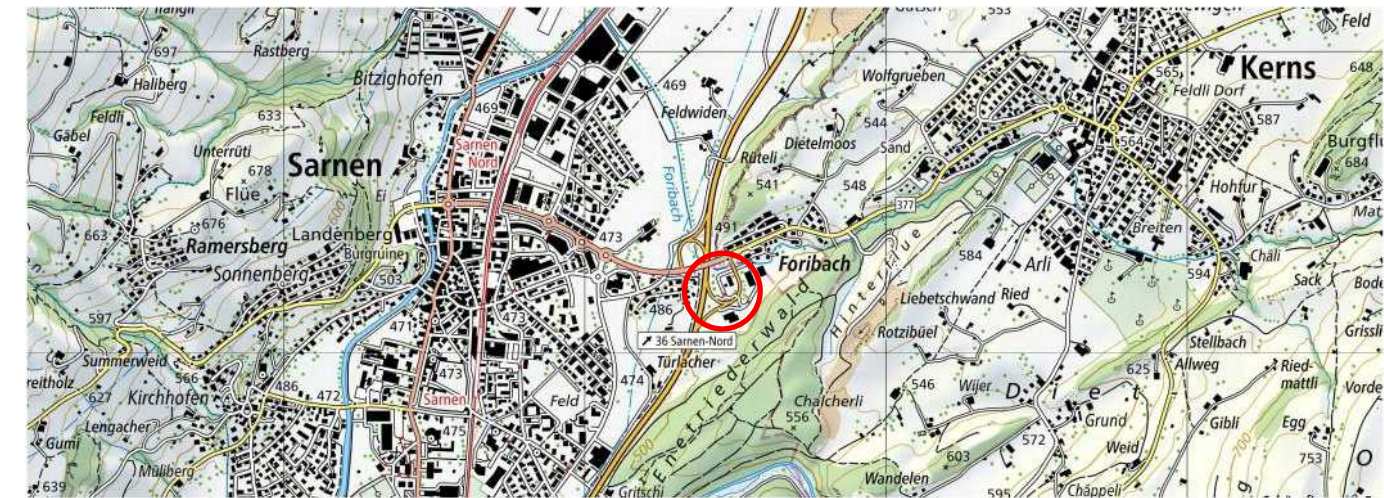 697
Rastberg
Haliberg
Feldli
Gäbel
633
Unterrüti
678
Flüe
676
663
Ramersberg
Sonnenberg
597
Summerweid
566
627
Kirchhofen
Lengacher
Gumi
639
Müliberg
486
472
Bitzighofen
469
Sarnen
Sarnen
Nord
600
Ei
Landenberg
Burgruine
503
471
473
473
Sarnen
475
Feld
473
486
474
36 Sarnen-Nord
Türlacher
500
Gritschi
469
Feldwiden
Foribach
Rüteli
491
541
Dietelmoos
548
544
Sand
Wolfgrueben
553
377
Foribach
Enetriederwald
Hinterflue
556
Chalcherli
Rotzibüel
Liebetschwand
Ried
584
Arli
546
Wijer
Diet
572
603
Wandelen
595
Chäppeli
Grund
Weid
625
Allweg
Stellbach
594
Chäli
Breiten
Hohfur
587
564
565
Feldli Dorf
Kerns
Feld
648
684
Sack
Ried-
mattli
Gibli
Egg
753
700
O